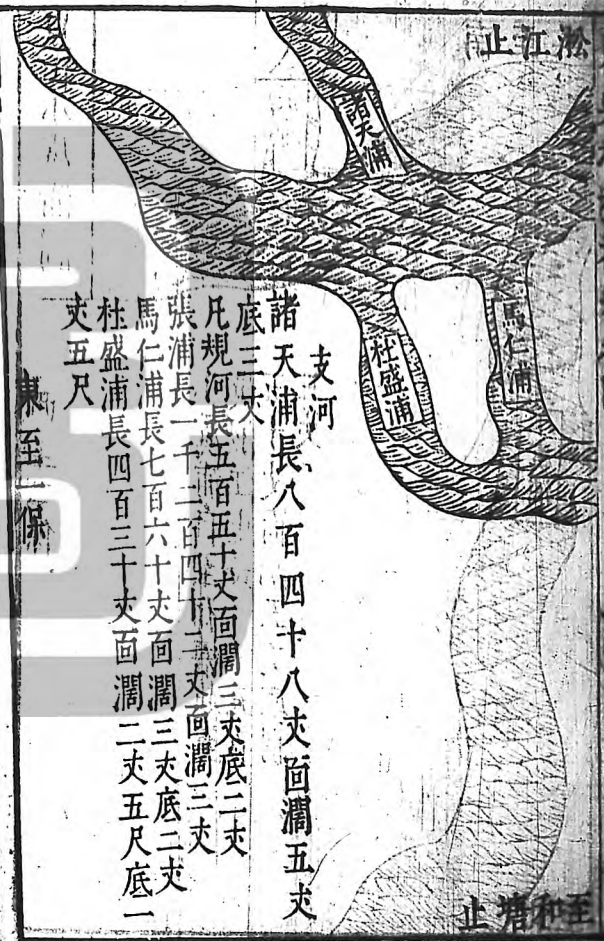 淞江止
諸天浦
馬仁浦
杜盛浦
支河
諸天浦長八百四十八丈面濶五丈
底三丈
凡規河長五百五十丈面濶三丈底二丈
張浦長一千二百四十二丈面濶三丈
馬仁浦長七百六十丈面濶三丈底二丈
杜盛浦長四百三十丈面濶二丈五尺底一
丈五尺
東至一保
至和塘止